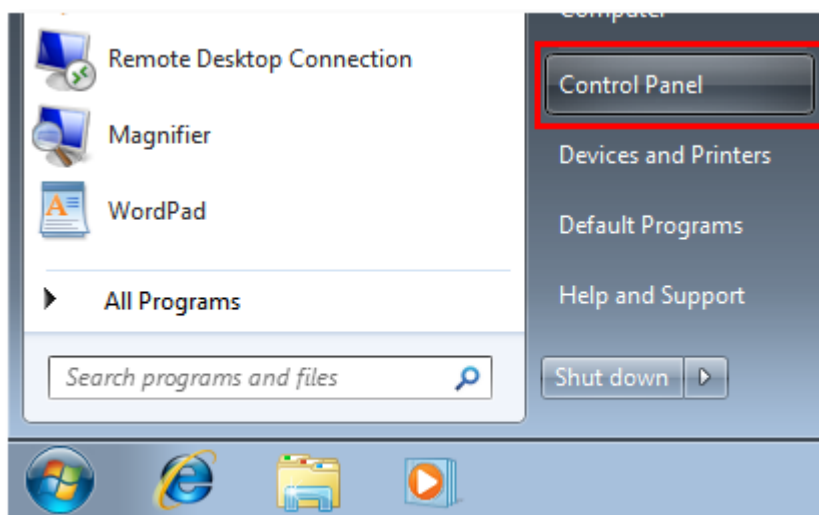 Remote Desktop Connection
Magnifier
WordPad
All Programs
Search programs and files
Computer
Control Panel
Devices and Printers
Default Programs
Help and Support
Shut down